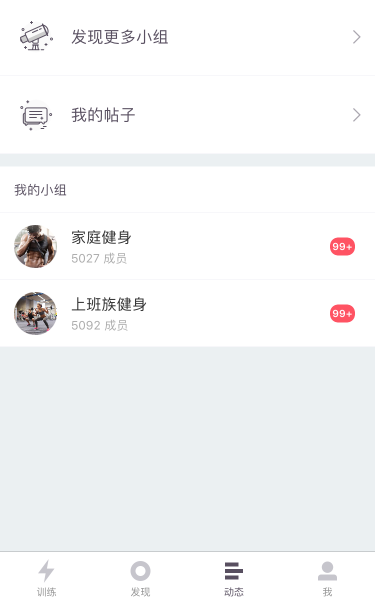 发现更多小组
我的帖子
我的小组
家庭健身
5027 成员
99+
上班族健身
5092 成员
99+
训练
发现
动态
我